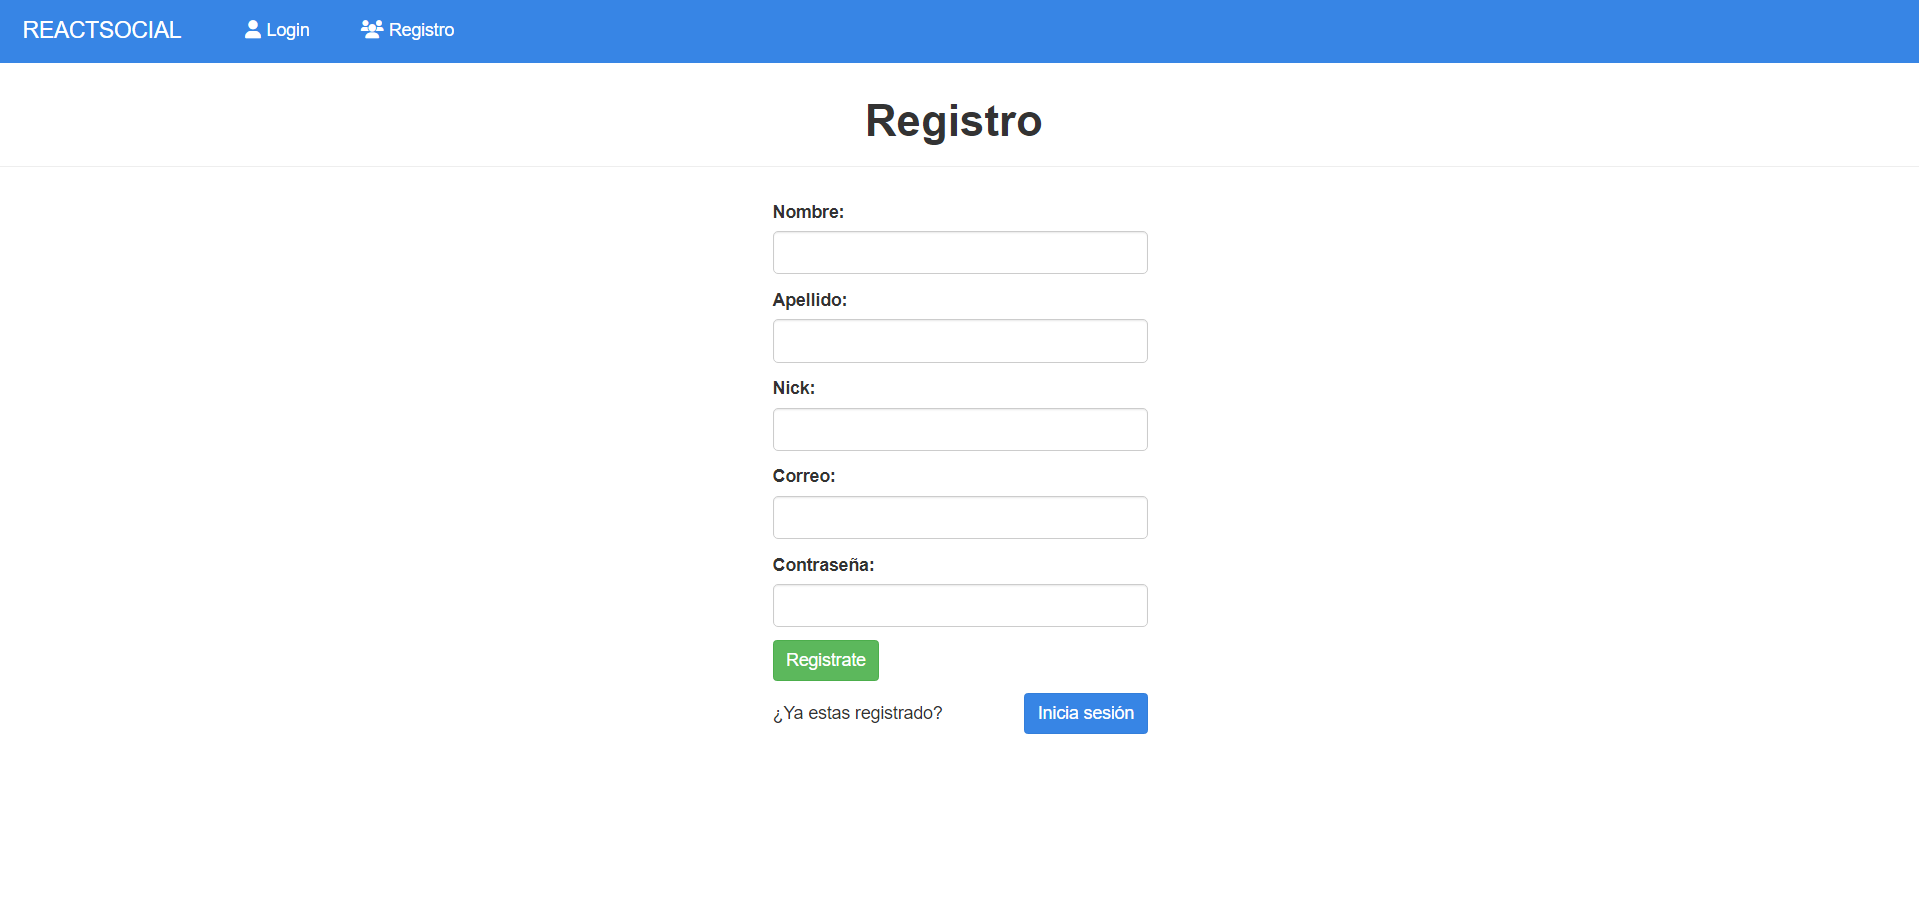 REACTSOCIAL Login Registro
Registro
Nombre:
Apellido:
Nick:
Correo:
Contraseña:
Registrate
¿Ya estas registrado? Inicia sesión